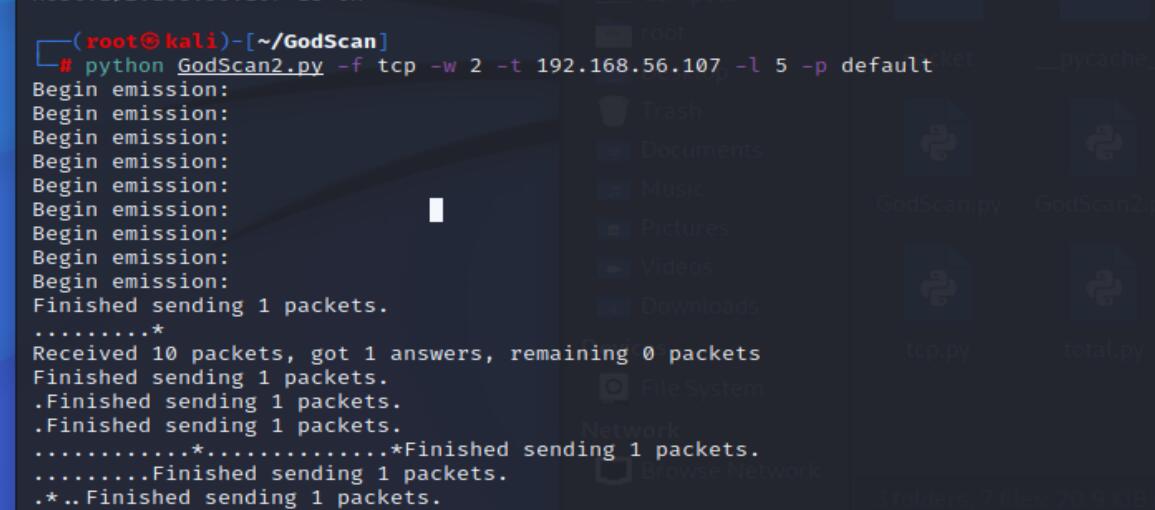 ┌──(root㉿kali)-[~/GodScan]
└─# python GodScan2.py -f tcp -w 2 -t 192.168.56.107 -l 5 -p default
Begin emission:
Begin emission:
Begin emission:
Begin emission:
Begin emission:
Begin emission:
Begin emission:
Begin emission:
Begin emission:
Finished sending 1 packets.
.........*
Received 10 packets, got 1 answers, remaining 0 packets
Finished sending 1 packets.
.Finished sending 1 packets.
.Finished sending 1 packets.
............*...............*Finished sending 1 packets.
.........Finished sending 1 packets.
.*..Finished sending 1 packets.
root
Trash
Documents
Music
Pictures
Videos
Downloads
File System
Network
Browse Network
GodScan.py
tcp.py
total.py